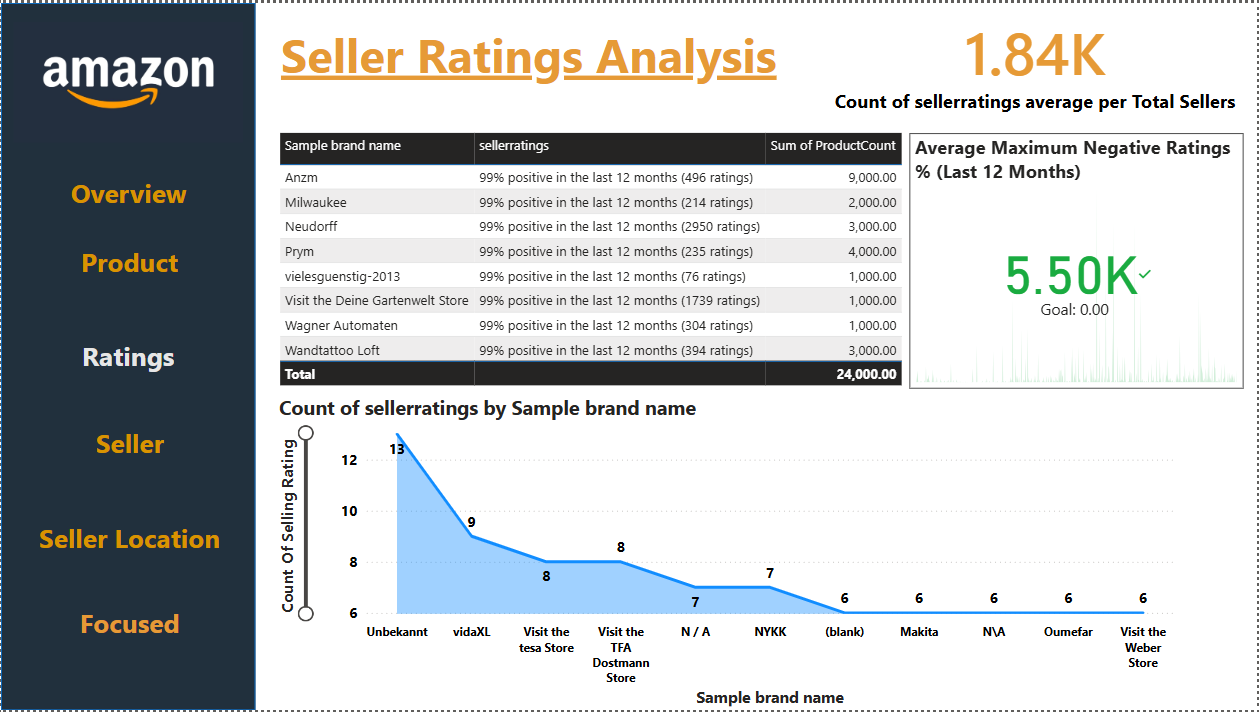 amazon
Overview
Product
Ratings
Seller
Seller Location
Focused
Seller Ratings Analysis
1.84K
Count of sellerratings average per Total Sellers
Sample brand name sellerratings Sum of ProductCount
Anzm 99% positive in the last 12 months (496 ratings) 9,000.00
Milwaukee 99% positive in the last 12 months (214 ratings) 2,000.00
Neudorff 99% positive in the last 12 months (2950 ratings) 3,000.00
Prym 99% positive in the last 12 months (235 ratings) 4,000.00
vielesguenstig-2013 99% positive in the last 12 months (76 ratings) 1,000.00
Visit the Deine Gartenwelt Store 99% positive in the last 12 months (1739 ratings) 1,000.00
Wagner Automaten 99% positive in the last 12 months (304 ratings) 1,000.00
Wandtattoo Loft 99% positive in the last 12 months (394 ratings) 3,000.00
Total 24,000.00
Average Maximum Negative Ratings
% (Last 12 Months)
5.50K
Goal: 0.00
Count of sellerratings by Sample brand name
Count Of Selling Rating
12
10
8
6
13
9
8
8
7
7
6
6
6
6
6
Unbekannt
vidaXL
Visit the
tesa Store
Visit the
TFA
Dostmann
Store
N / A
NYKK
(blank)
Makita
N\A
Oumefar
Visit the
Weber
Store
Sample brand name